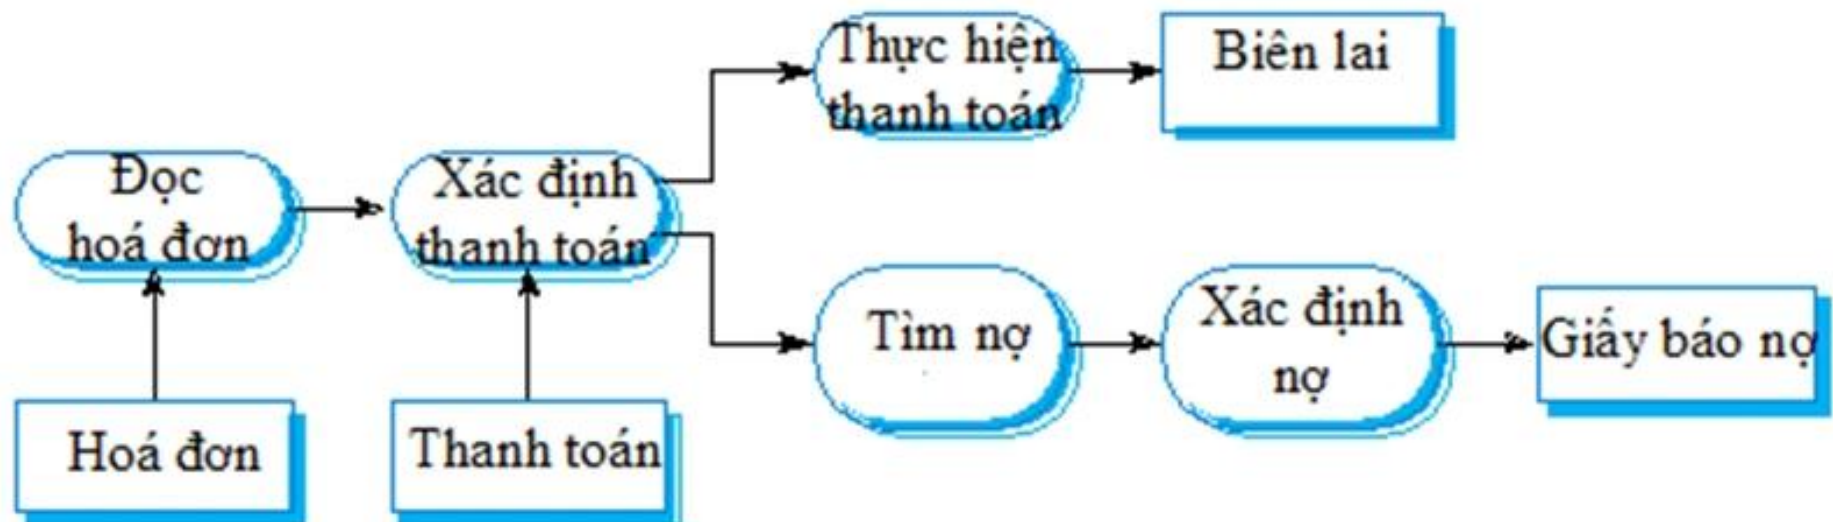 Thực hiện
thanh toán
Biên lai
Đọc
hoá đơn
Xác định
thanh toán
Tìm nợ
Xác định
nợ
Giấy báo nợ
Hoá đơn
Thanh toán